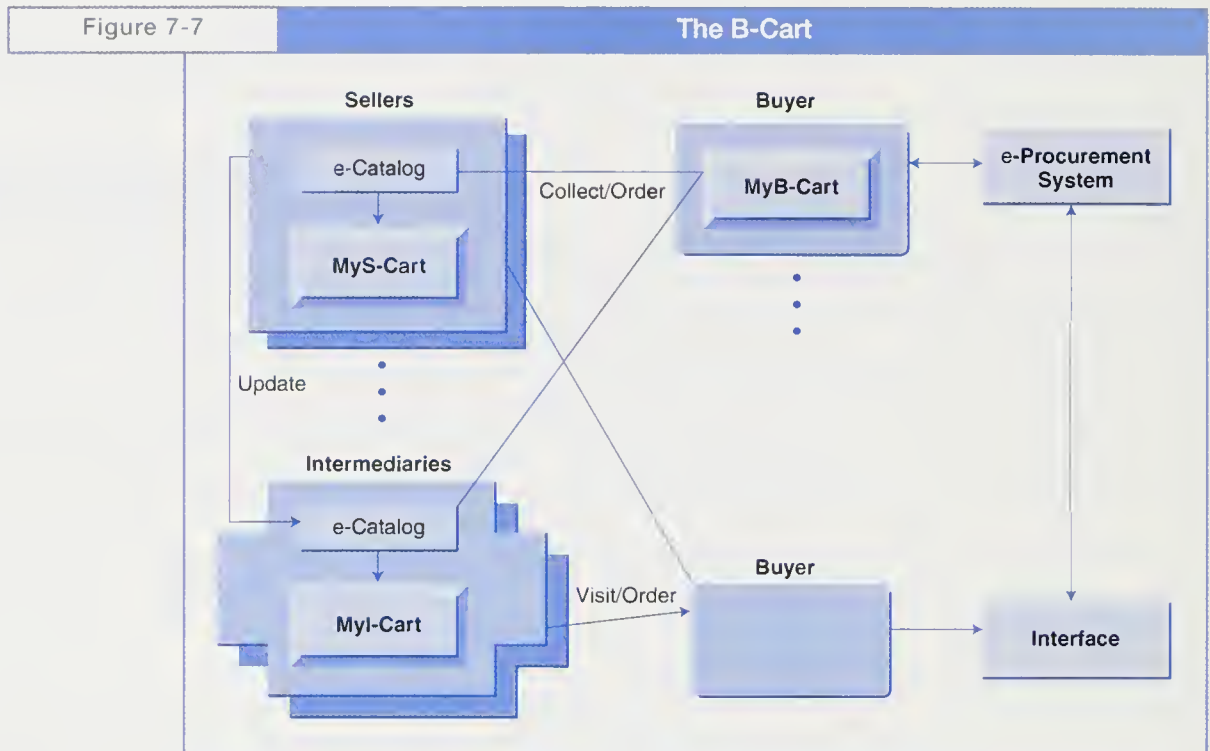 Figure 7-7
The B-Cart
Sellers
Buyer
e-Catalog
MyS-Cart
Collect/Order
MyB-Cart
e-Procurement
System
Update
Intermediaries
e-Catalog
MyI-Cart
Visit/Order
Buyer
Interface